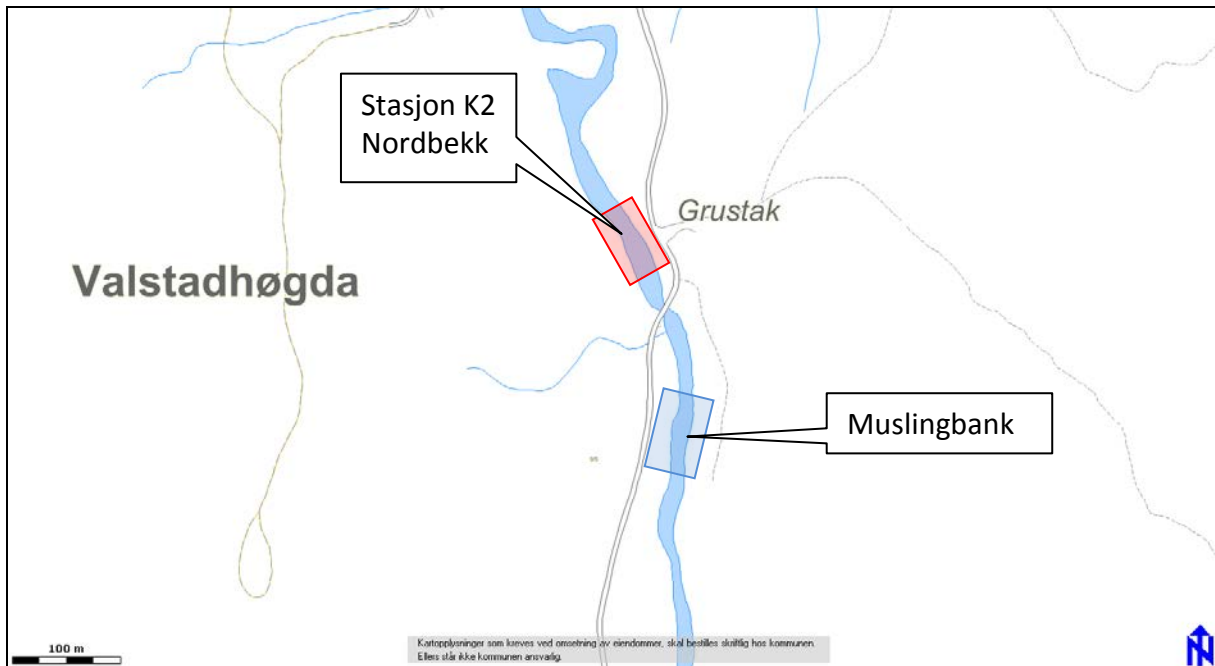 Stasjon K2
Nordbekk
Grustak
Valstadhøgda
Muslingbank
95
100 m
Kartopplysninger som kreves ved omsetning av eiendommer, skal bestilles skriftlig hos kommunen.
Ellers står ikke kommunen ansvarlig.
N